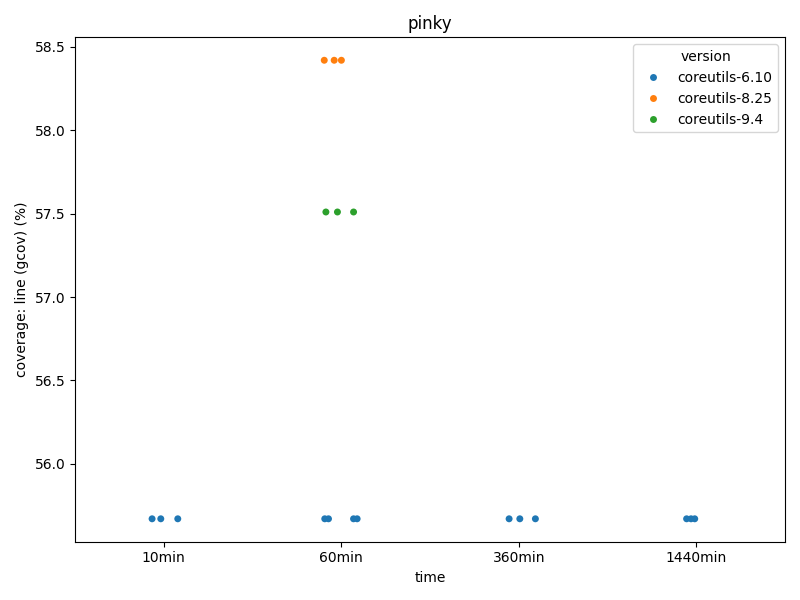 pinky
version
coreutils-6.10
coreutils-8.25
coreutils-9.4
58.5
58.0
57.5
57.0
56.5
56.0
coverage: line (gcov) (%)
10min
60min
360min
1440min
time